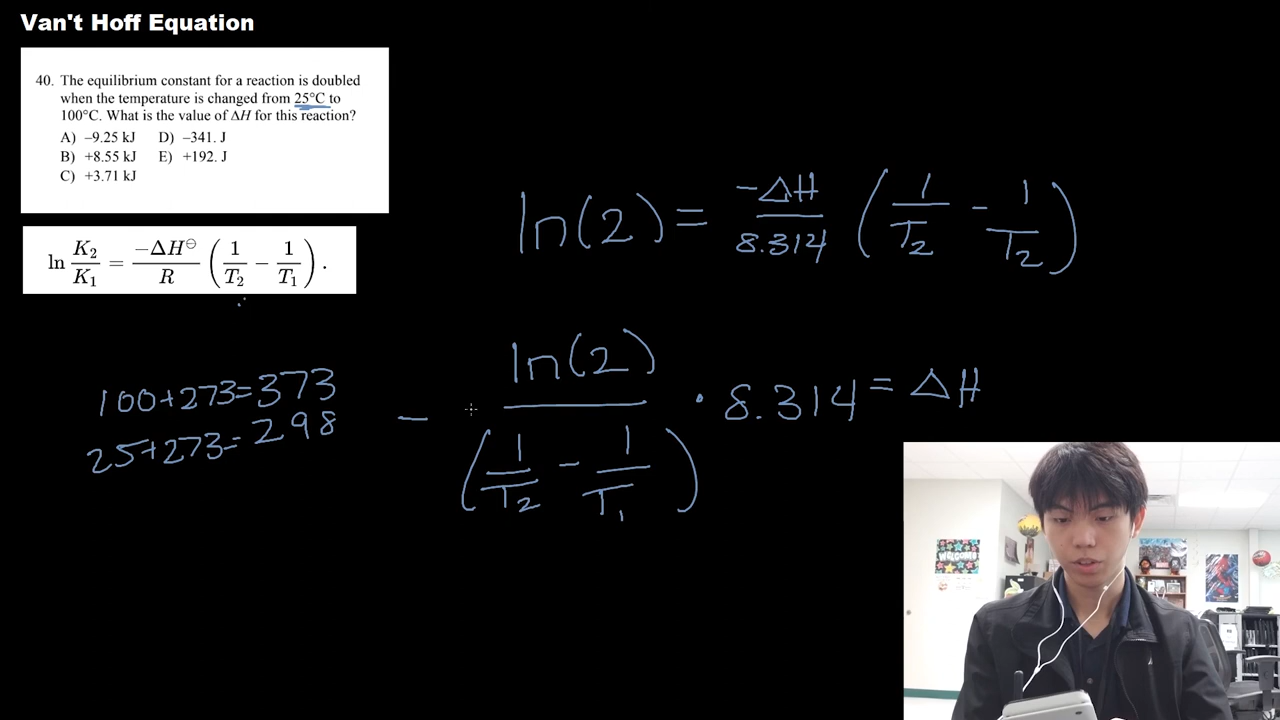 Van't Hoff Equation
40. The equilibrium constant for a reaction is doubled
when the temperature is changed from 25°C to
100°C. What is the value of ΔH for this reaction?
A) –9.25 kJ D) –341. J
B) +8.55 kJ E) +192. J
C) +3.71 kJ
ln K₂/K₁ = –ΔH⊖/R (1/T₂ – 1/T₁).
ln(2) = -ΔH/8.314 (1/T₂ - 1/T₂)
100+273=373
25+273=298
- ln(2)/(1/T₂ - 1/T₁) · 8.314 = ΔH
WELCOME